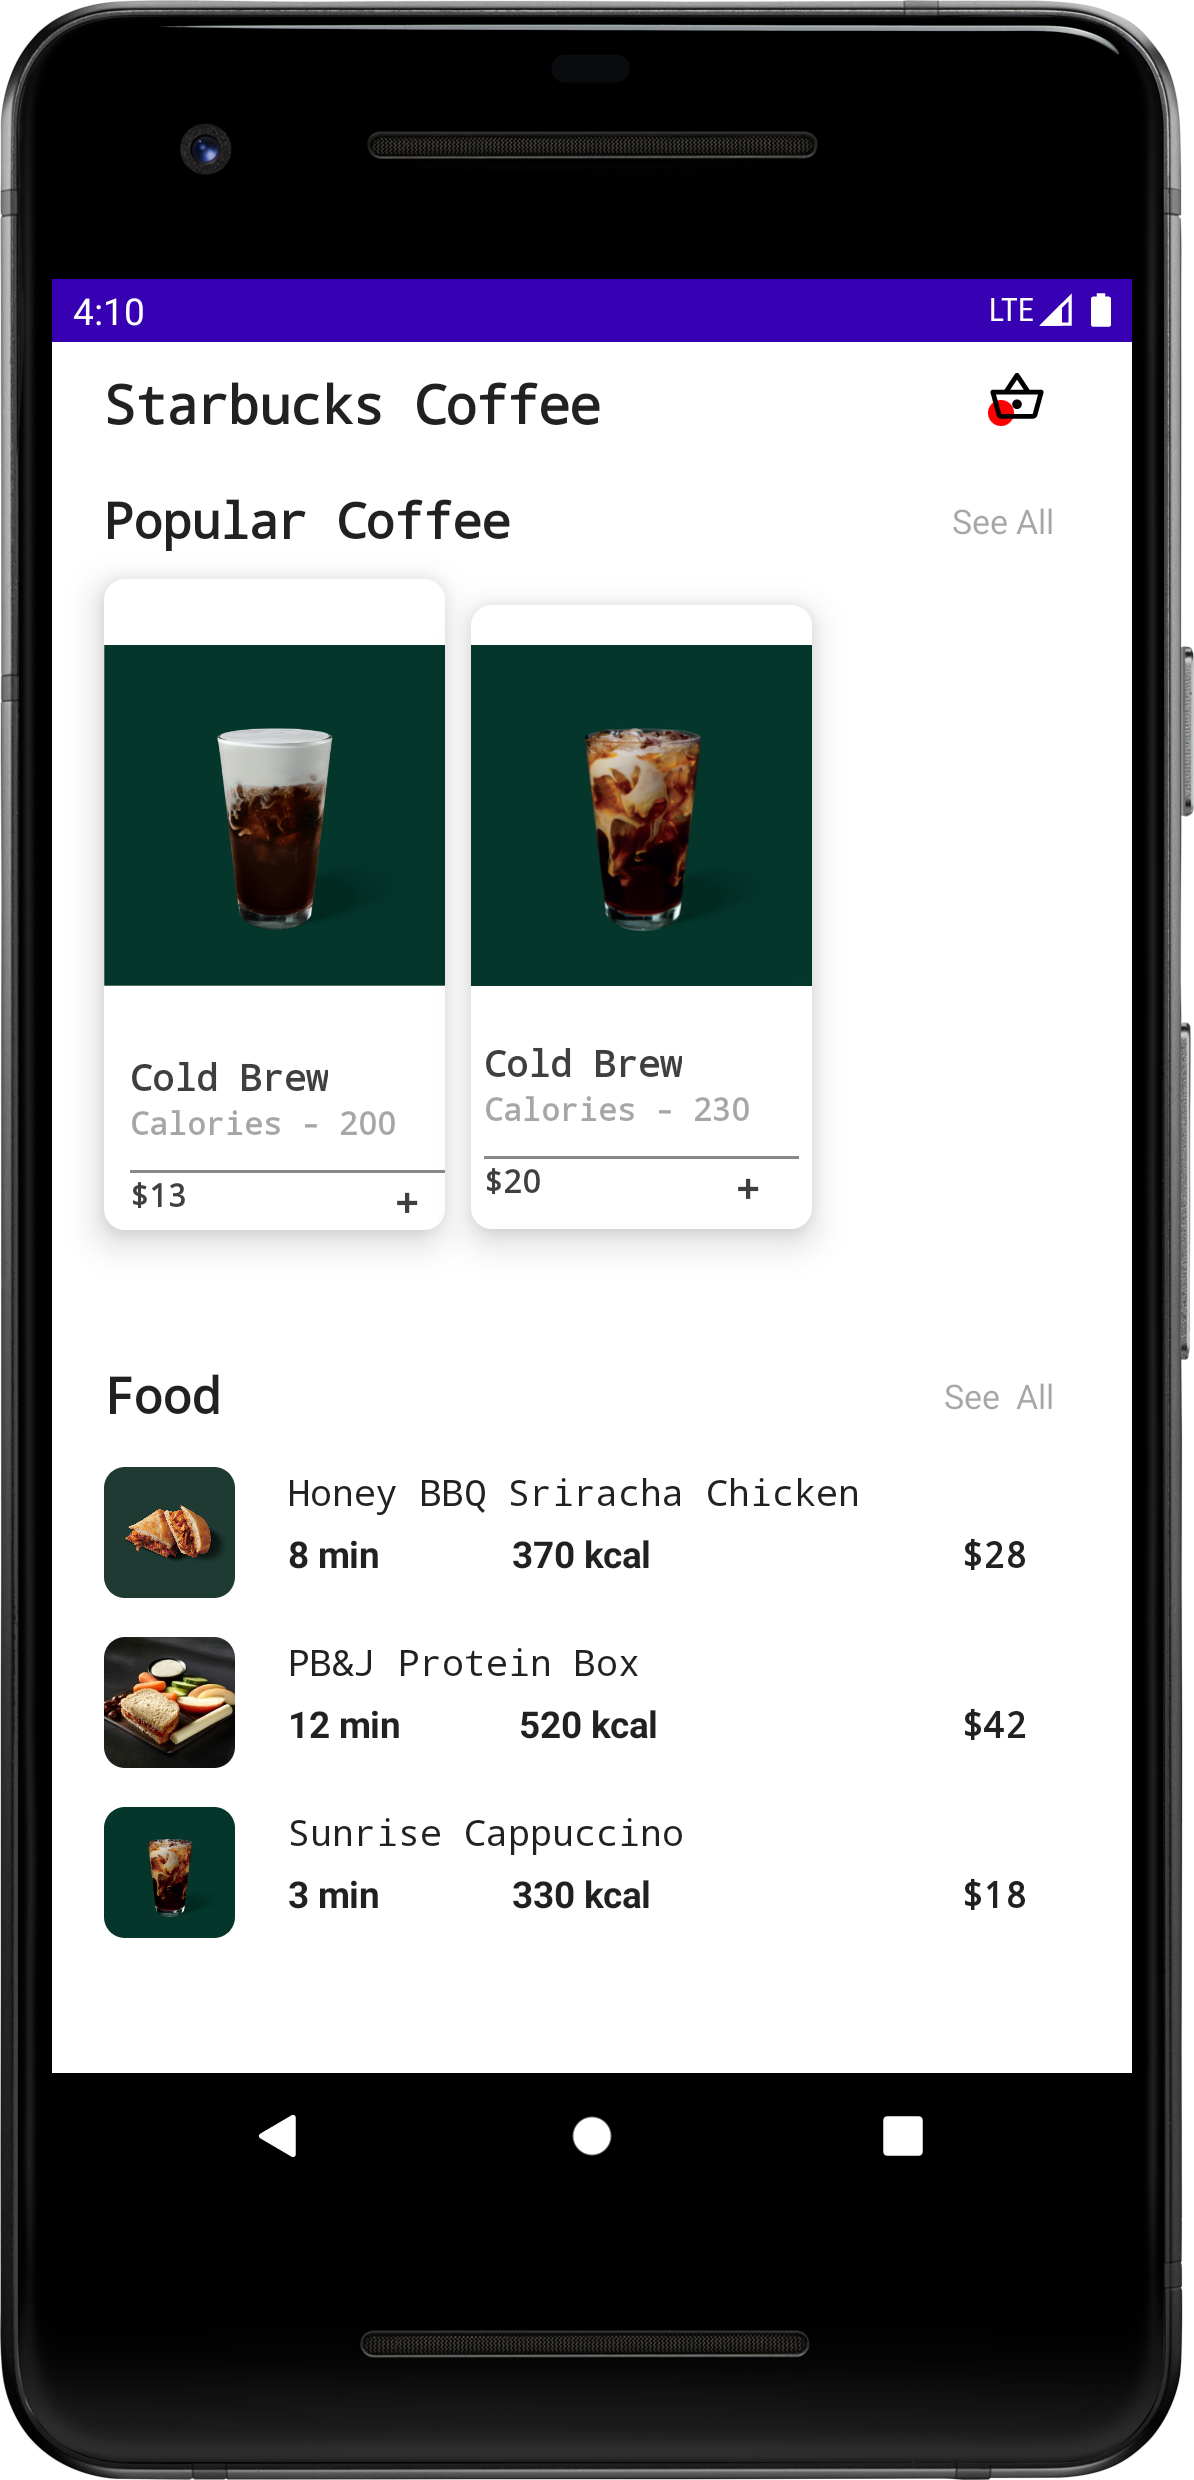 4:10 LTE
Starbucks Coffee
Popular Coffee See All
Cold Brew
Calories - 200
$13 +
Cold Brew
Calories - 230
$20 +
Food See All
Honey BBQ Sriracha Chicken
8 min 370 kcal $28
PB&J Protein Box
12 min 520 kcal $42
Sunrise Cappuccino
3 min 330 kcal $18